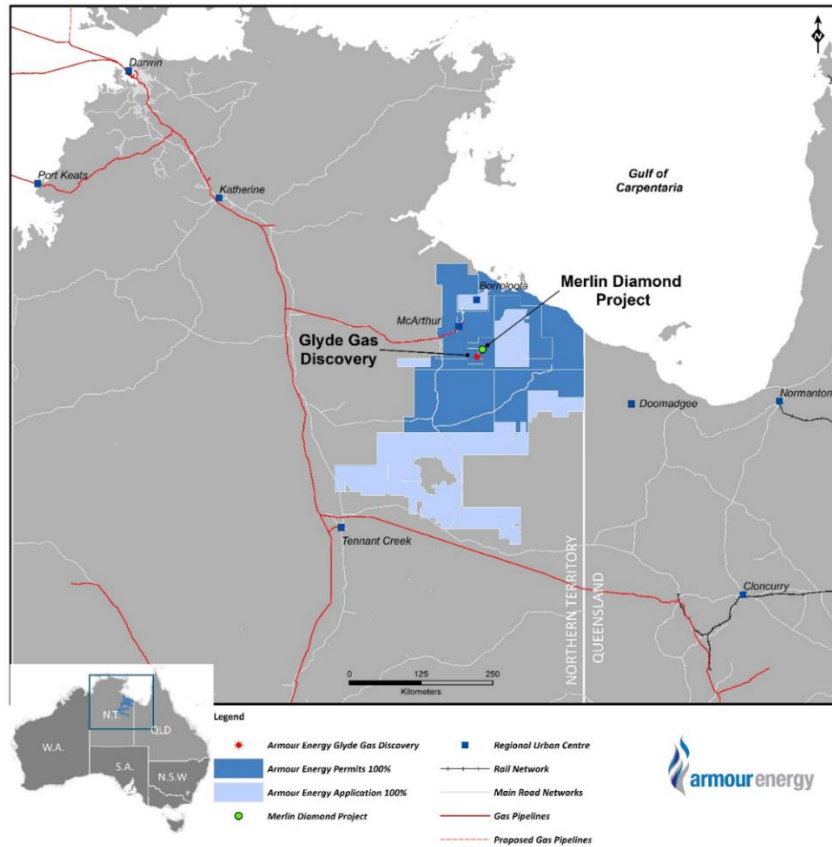 N
Darwin
Port Keats
Katherine
Gulf of
Carpentaria
Borroloola
Merlin Diamond
Project
McArthur
Glyde Gas
Discovery
Doomadgee
Normanton
Tennant Creek
Cloncurry
NORTHERN TERRITORY
QUEENSLAND
0 125 250
Kilometers
N.T.
QLD
W.A.
S.A.
N.S.W
Legend
Armour Energy Glyde Gas Discovery
Armour Energy Permits 100%
Armour Energy Application 100%
Merlin Diamond Project
Regional Urban Centre
Rail Network
Main Road Networks
Gas Pipelines
Proposed Gas Pipelines
armourenergy